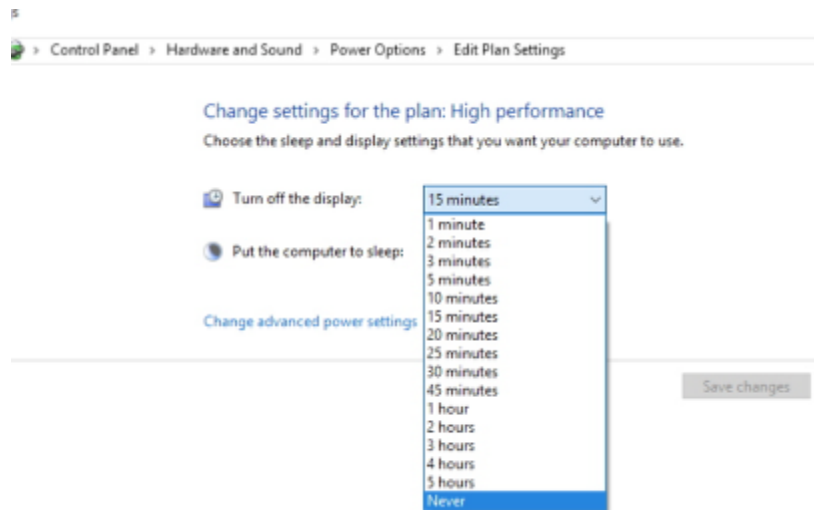 Control Panel > Hardware and Sound > Power Options > Edit Plan Settings
Change settings for the plan: High performance
Choose the sleep and display settings that you want your computer to use.
Turn off the display: 15 minutes
1 minute
2 minutes
Put the computer to sleep:
3 minutes
5 minutes
10 minutes
15 minutes
Change advanced power settings
20 minutes
25 minutes
30 minutes
45 minutes
Save changes
1 hour
2 hours
3 hours
4 hours
5 hours
Never